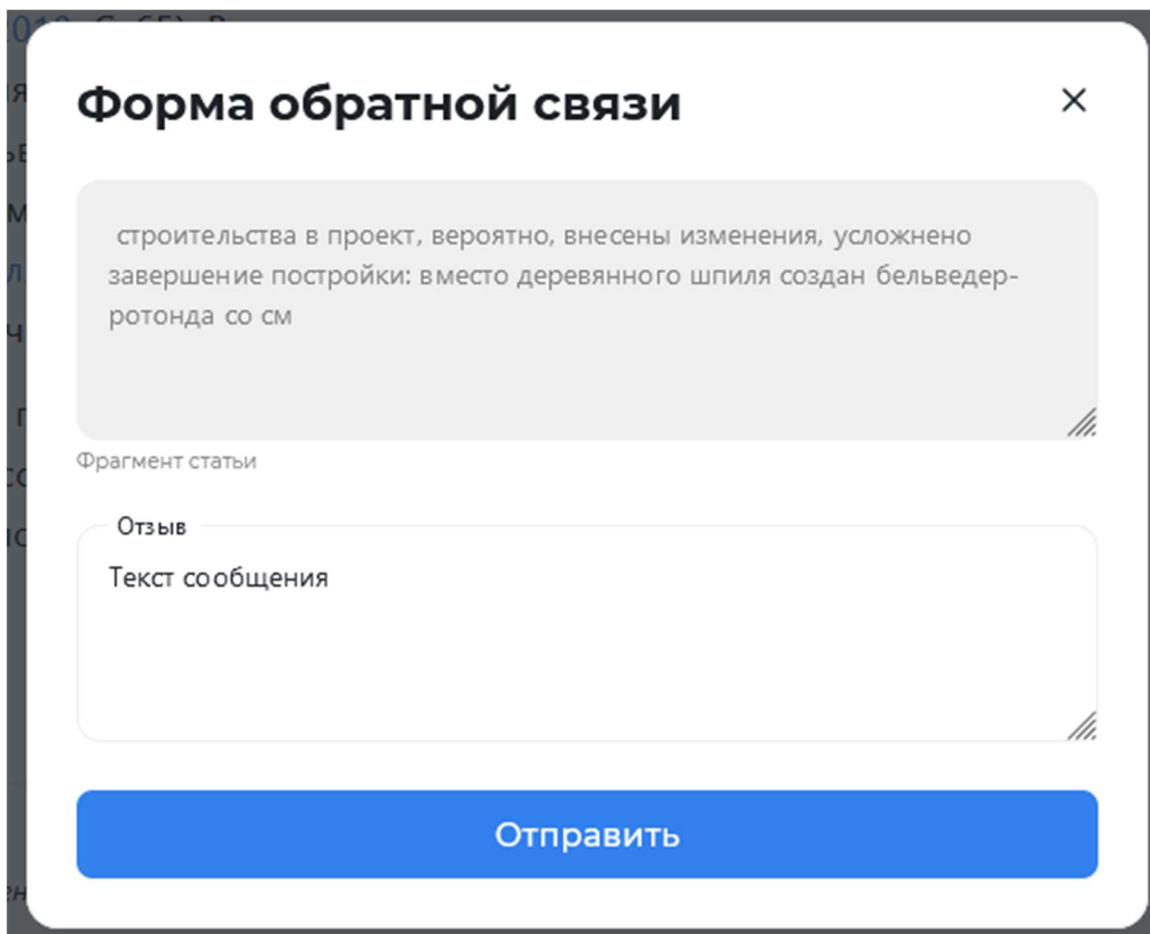 Форма обратной связи
строительства в проект, вероятно, внесены изменения, усложнено
завершение постройки: вместо деревянного шпиля создан бельведер-
ротонда со см
Фрагмент статьи
Отзыв
Текст сообщения
Отправить